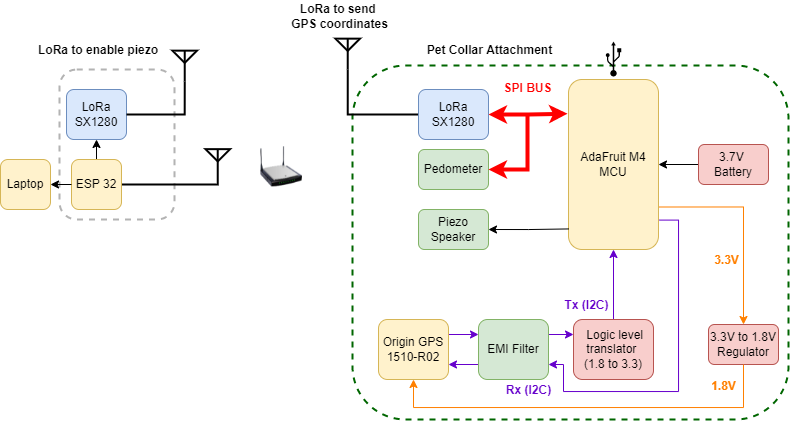 LoRa to send
GPS coordinates
LoRa to enable piezo
Pet Collar Attachment
SPI BUS
LoRa
SX1280
LoRa
SX1280
AdaFruit M4
MCU
3.7V
Battery
Pedometer
Laptop
ESP 32
Piezo
Speaker
3.3V
Tx (I2C)
Origin GPS
1510-R02
EMI Filter
Logic level
translator
(1.8 to 3.3)
3.3V to 1.8V
Regulator
Rx (I2C)
1.8V